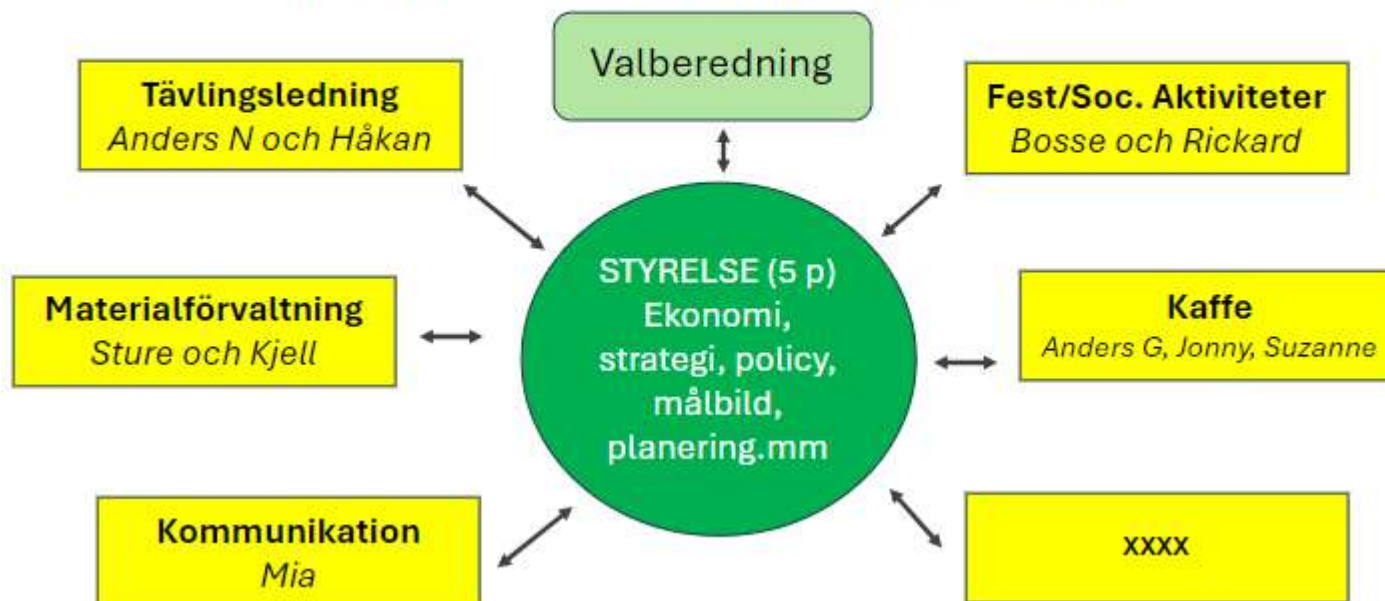 Valberedning
Tävlingsledning
Anders N och Håkan
Fest/Soc. Aktiviteter
Bosse och Rickard
STYRELSE (5 p)
Ekonomi,
strategi, policy,
målbild,
planering.mm
Materialförvaltning
Sture och Kjell
Kaffe
Anders G, Jonny, Suzanne
Kommunikation
Mia
xxxx